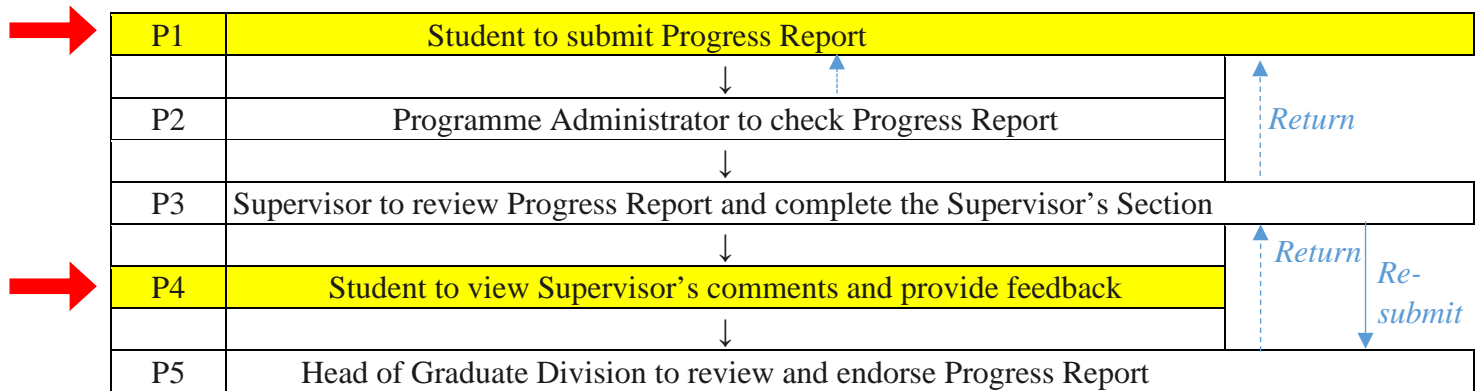 P1 Student to submit Progress Report
↓
P2 Programme Administrator to check Progress Report
Return
↓
P3 Supervisor to review Progress Report and complete the Supervisor’s Section
↓
Return
P4 Student to view Supervisor’s comments and provide feedback
Re-
submit
↓
P5 Head of Graduate Division to review and endorse Progress Report